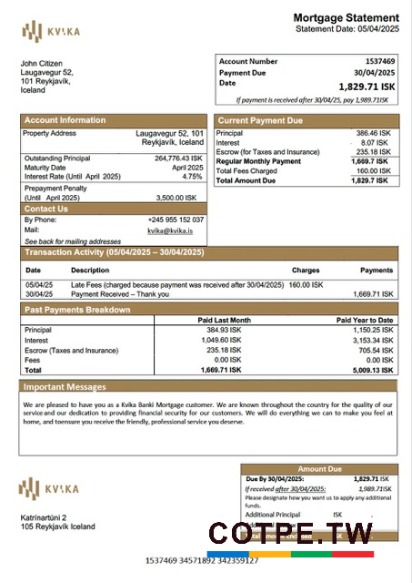 Mortgage Statement
Statement Date: 05/04/2025
KVIKA
John Citizen
Laugavegur 52,
101 Reykjavik,
Iceland
Account Number 1537469
Payment Due 30/04/2025
Date 1,829.71 ISK
If payment is received after 30/04/25, pay 1,989.71ISK
Account Information
Property Address Laugavegur 52, 101
Reykjavik, ISK
Outstanding Principal 264,776.43 ISK
Maturity Date April 2025
Interest Rate (Until April 2025) 4.75%
Prepayment Penalty
(Until April 2025) 3,500.00 ISK
Contact Us
By Phone: +245 955 152 037
Mail: kvika@kvika.is
See back for mailing addresses
Current Payment Due
Principal 386.46 ISK
Interest 8.07 ISK
Escrow (for Taxes and Insurance) 235.18 ISK
Regular Monthly Payment 1,669.7 ISK
Total Fees Charged 160.00 ISK
Total Amount Due 1,829.7 ISK
Transaction Activity (05/04/2025 – 30/04/2025)
Date Description Charges Payments
05/04/25 Late Fees (charged because payment was received after 30/04/2025) 160.00 ISK
30/04/25 Payment Received – Thank you 1,669.71 ISK
Past Payments Breakdown
Paid Last Month Paid Year to Date
Principal 384.93 ISK 1,150.25 ISK
Interest 1,049.60 ISK 3,153.34 ISK
Escrow (Taxes and Insurance) 235.18 ISK 705.54 ISK
Fees 0.00 ISK 0.00 ISK
Total 1,669.71 ISK 5,009.13 ISK
Important Messages
We are pleased to have you as a Kvika Banki Mortgage customer. We are known throughout the country for the quality of our
service and our dedication to providing financial security for our customers. We will do everything we can to make you feel at
home, and toensure you receive the friendly, professional service you deserve.
KVIKA
Katrínartúni 2
105 Reykjavik Iceland
Amount Due
Due By 30/04/2025: 1,829.71 ISK
If received after 30/04/2025: 1,989.71ISK
Please designate how you want us to apply any additional
funds.
Additional Principal ISK
COTPE.TW
1537469 34571892 342359127